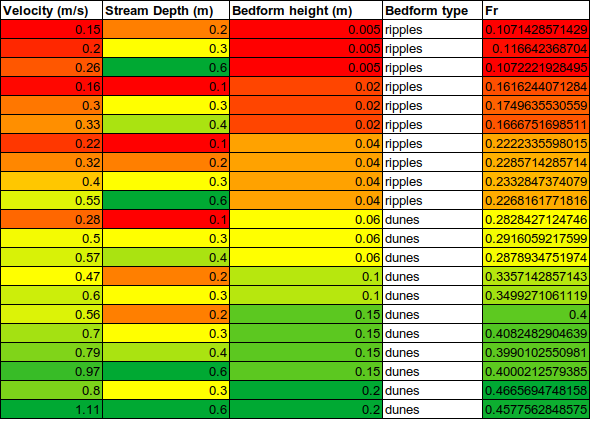 Velocity (m/s) Stream Depth (m) Bedform height (m) Bedform type Fr
0.15 0.2 0.005 ripples 0.1071428571429
0.2 0.3 0.005 ripples 0.116642368704
0.26 0.6 0.005 ripples 0.1072221928495
0.16 0.1 0.02 ripples 0.1616244071284
0.3 0.3 0.02 ripples 0.1749635530559
0.33 0.4 0.02 ripples 0.1666751698511
0.22 0.1 0.04 ripples 0.2222335598015
0.32 0.2 0.04 ripples 0.2285714285714
0.4 0.3 0.04 ripples 0.2332847374079
0.55 0.6 0.04 ripples 0.2268161771816
0.28 0.1 0.06 dunes 0.2828427124746
0.5 0.3 0.06 dunes 0.2916059217599
0.57 0.4 0.06 dunes 0.2878934751974
0.47 0.2 0.1 dunes 0.3357142857143
0.6 0.3 0.1 dunes 0.3499271061119
0.56 0.2 0.15 dunes 0.4
0.7 0.3 0.15 dunes 0.4082482904639
0.79 0.4 0.15 dunes 0.3990102550981
0.97 0.6 0.15 dunes 0.4000212579385
0.8 0.3 0.2 dunes 0.4665694748158
1.11 0.6 0.2 dunes 0.4577562848575